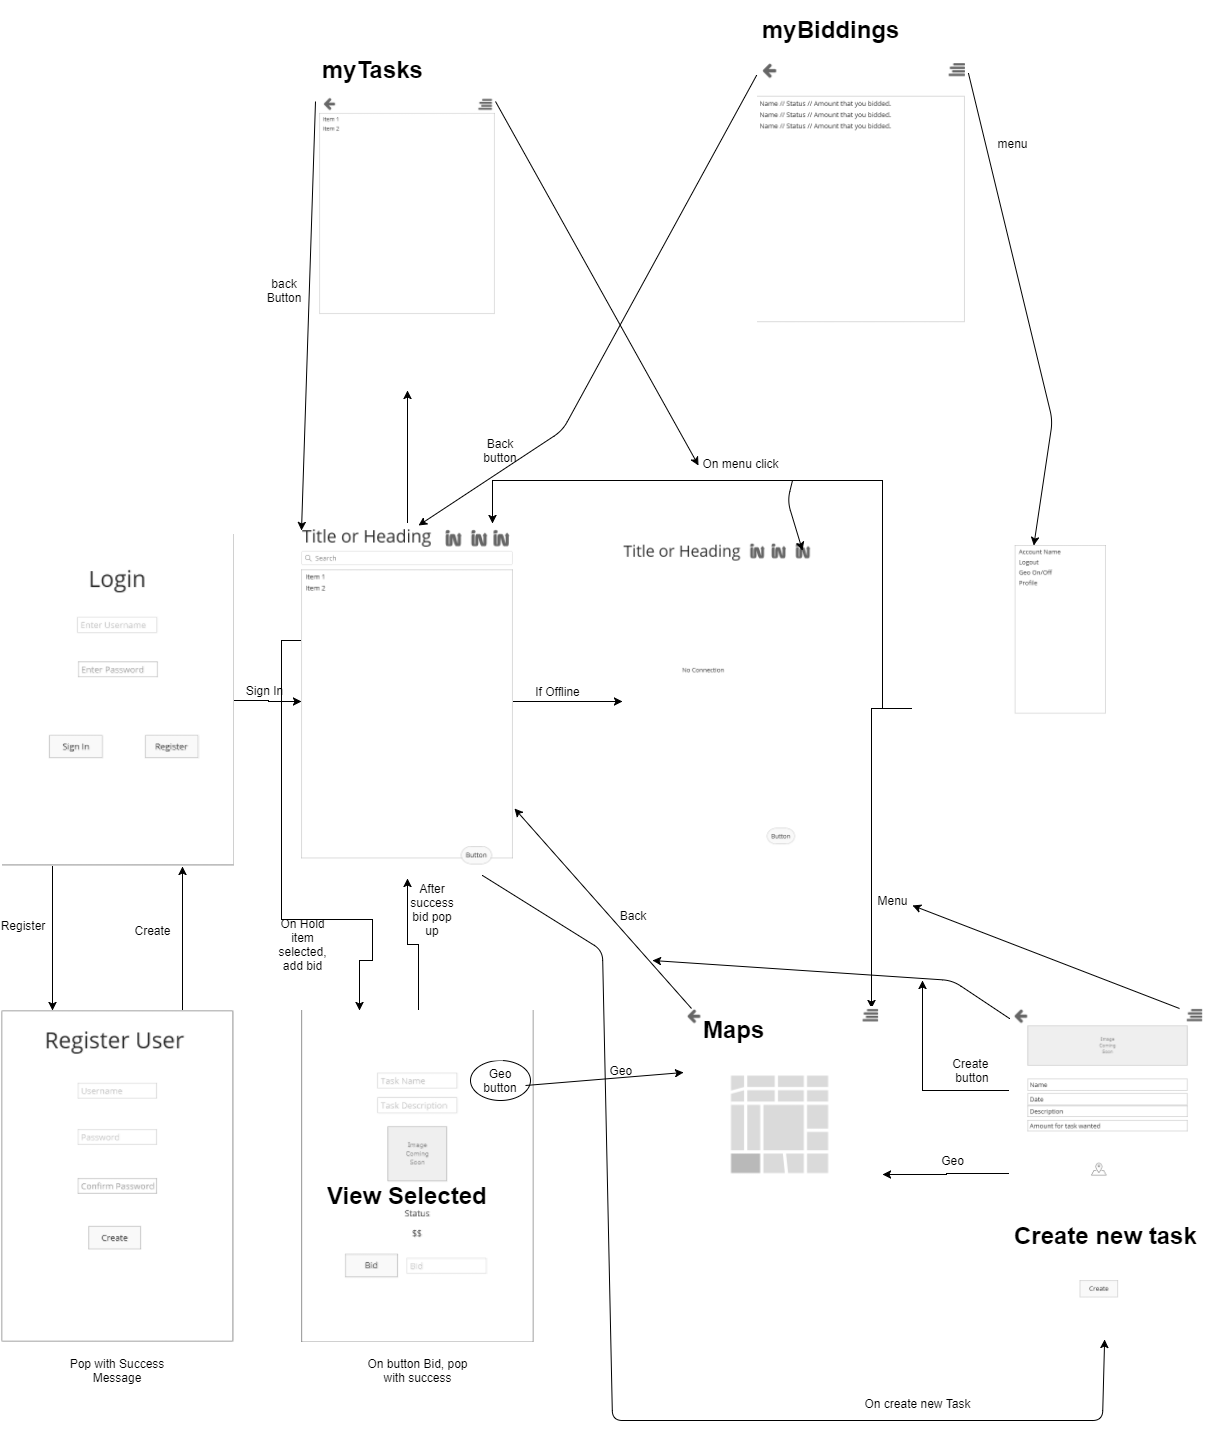 myBiddings
myTasks
Item 1
Item 2
Name // Status // Amount that you bidded.
Name // Status // Amount that you bidded.
Name // Status // Amount that you bidded.
menu
back
Button
Back
button
On menu click
Title or Heading
Search
Item 1
Item 2
Button
Title or Heading
No Connection
Button
Account Name
Logout
Geo On/Off
Profile
Login
Enter Username
Enter Password
Sign In
Register
Sign In
If Offline
Register
Create
On Hold
item
selected,
add bid
After
success
bid pop
up
Back
Menu
Register User
Username
Password
Confirm Password
Create
Pop with Success
Message
Task Name
Task Description
Image
Coming
Soon
View Selected
Status
$$
Bid
Bid
On button Bid, pop
with success
Geo
button
Geo
Maps
Create
button
Geo
Image
Coming
Soon
Name
Date
Description
Amount for task wanted
Create new task
Create
On create new Task